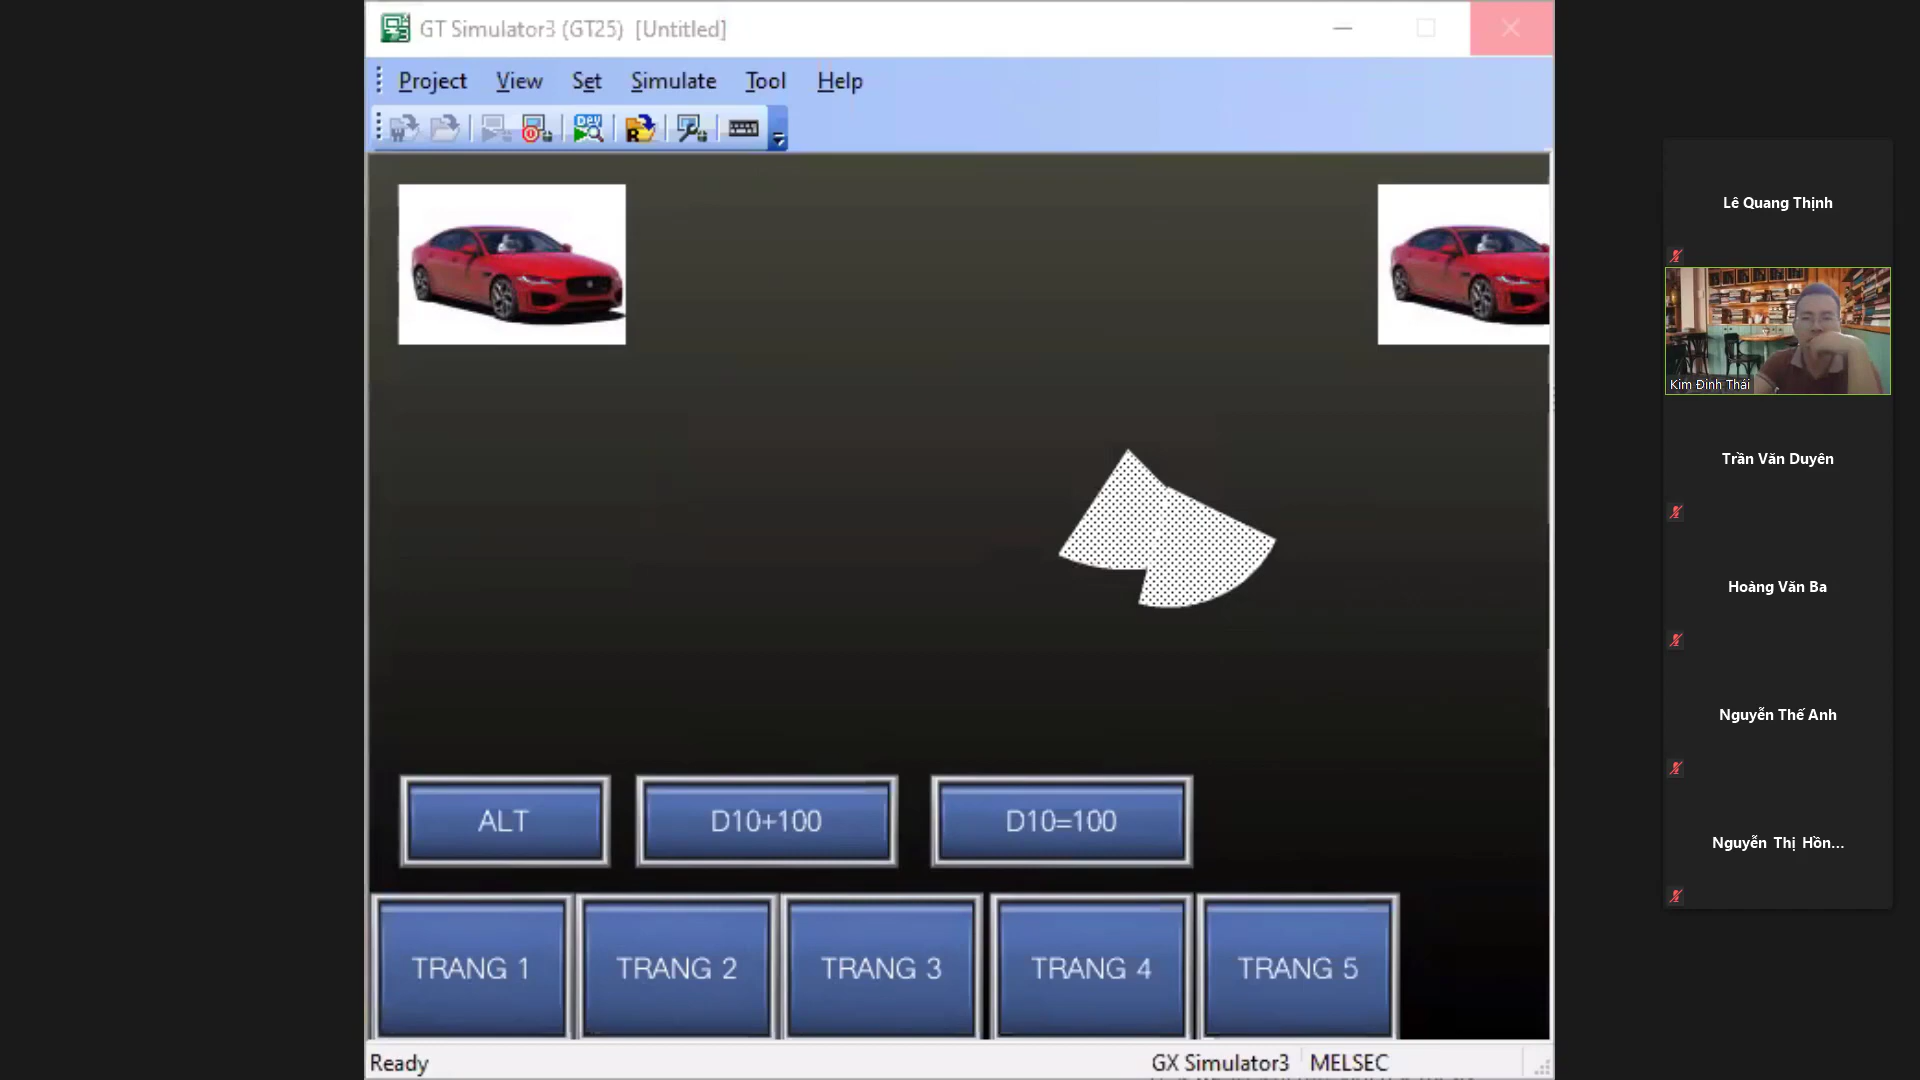 GT Simulator3 (GT25) [Untitled]
Project View Set Simulate Tool Help
ALT
D10+100
D10=100
TRANG 1
TRANG 2
TRANG 3
TRANG 4
TRANG 5
Ready
GX Simulator3
MELSEC
Lê Quang Thịnh
Kim Đình Thái
Trần Văn Duyên
Hoàng Văn Ba
Nguyễn Thế Anh
Nguyễn Thị Hồn...